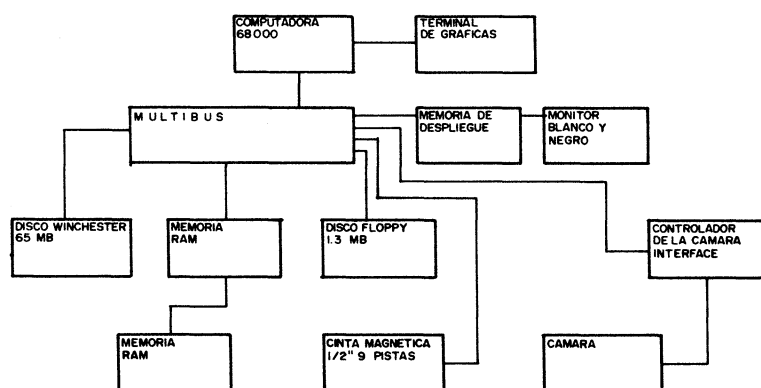 COMPUTADORA
68000
TERMINAL
DE GRAFICAS
MULTIBUS
MEMORIA DE
DESPLIEGUE
MONITOR
BLANCO Y
NEGRO
DISCO WINCHESTER
65 MB
MEMORIA
RAM
DISCO FLOPPY
1.3 MB
CONTROLADOR
DE LA CAMARA
INTERFACE
MEMORIA
RAM
CINTA MAGNETICA
1/2" 9 PISTAS
CAMARA